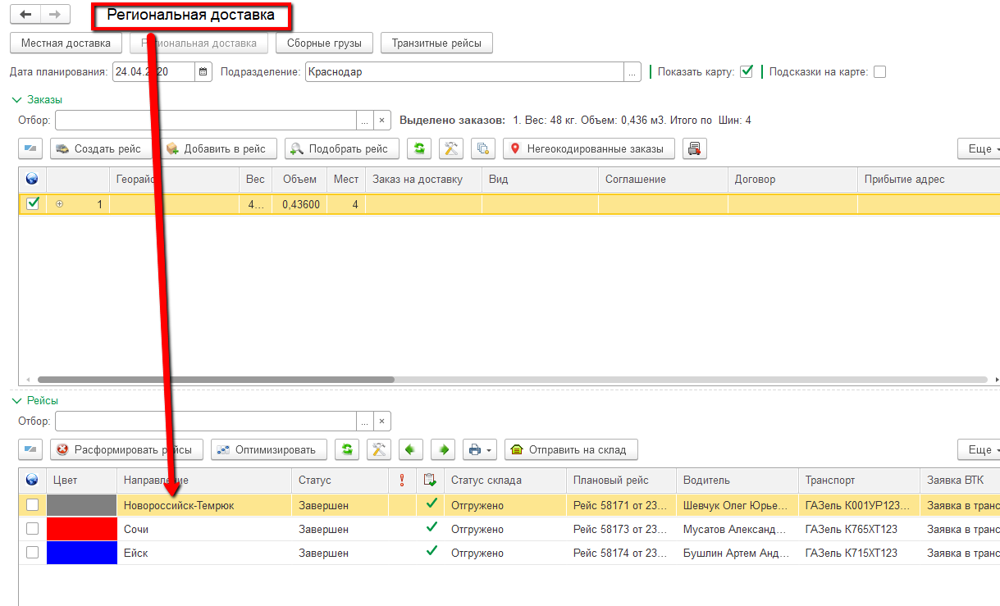 Региональная доставка
Местная доставка Региональная доставка Сборные грузы Транзитные рейсы
Дата планирования: 24.04.2020 Подразделение: Краснодар ... Показать карту: Подсказки на карте:
Заказы
Отбор: ... × Выделено заказов: 1. Вес: 48 кг. Объем: 0,436 м3. Итого по Шин: 4
Создать рейс Добавить в рейс Подобрать рейс Негеокодированные заказы Еще
Георайо Вес Объем Мест Заказ на доставку Вид Соглашение Договор Прибытие адрес
1 4... 0,43600 4
Рейсы
Отбор: ... ×
Расформировать рейсы Оптимизировать Отправить на склад Еще
Цвет Направление Статус Статус склада Плановый рейс Водитель Транспорт Заявка ВТК
Новороссийск-Темрюк Завершен Отгружено Рейс 58171 от 23... Шевчук Олег Юрье... ГАЗель К001УР123... Заявка в транс
Сочи Завершен Отгружено Рейс 58173 от 23... Мусатов Александ... ГАЗель К765ХТ123 Заявка в транс
Ейск Завершен Отгружено Рейс 58174 от 23... Бушлин Артем Анд... ГАЗель К715ХТ123 Заявка в транс